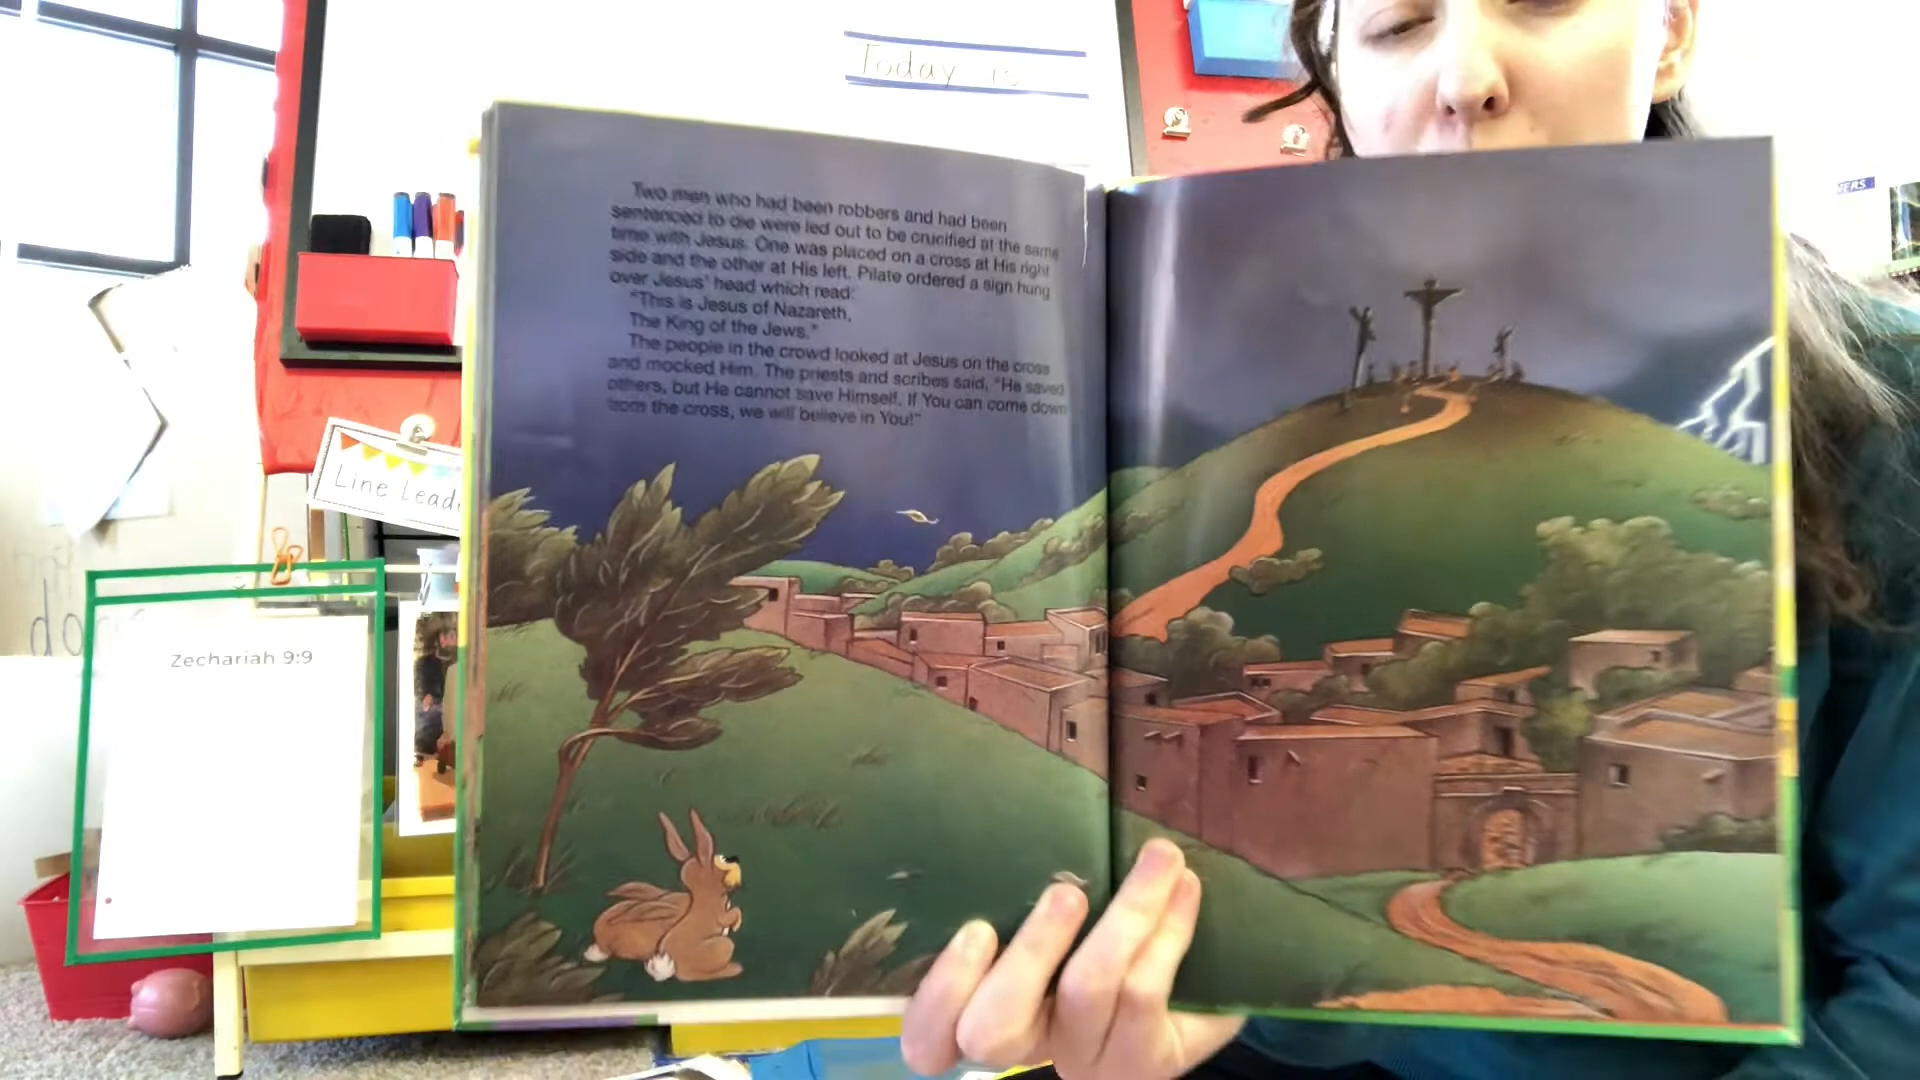 Today is
Two men who had been robbers and had been
sentenced to die were led out to be crucified at the same
time with Jesus. One was placed on a cross at His right
side and the other at His left. Pilate ordered a sign hung
over Jesus' head which read:
"This is Jesus of Nazareth,
The King of the Jews."
The people in the crowd looked at Jesus on the cross
and mocked Him. The priests and scribes said, "He saved
others, but He cannot save Himself. If You can come down
from the cross, we will believe in You!"
Line
Zechariah 9:9